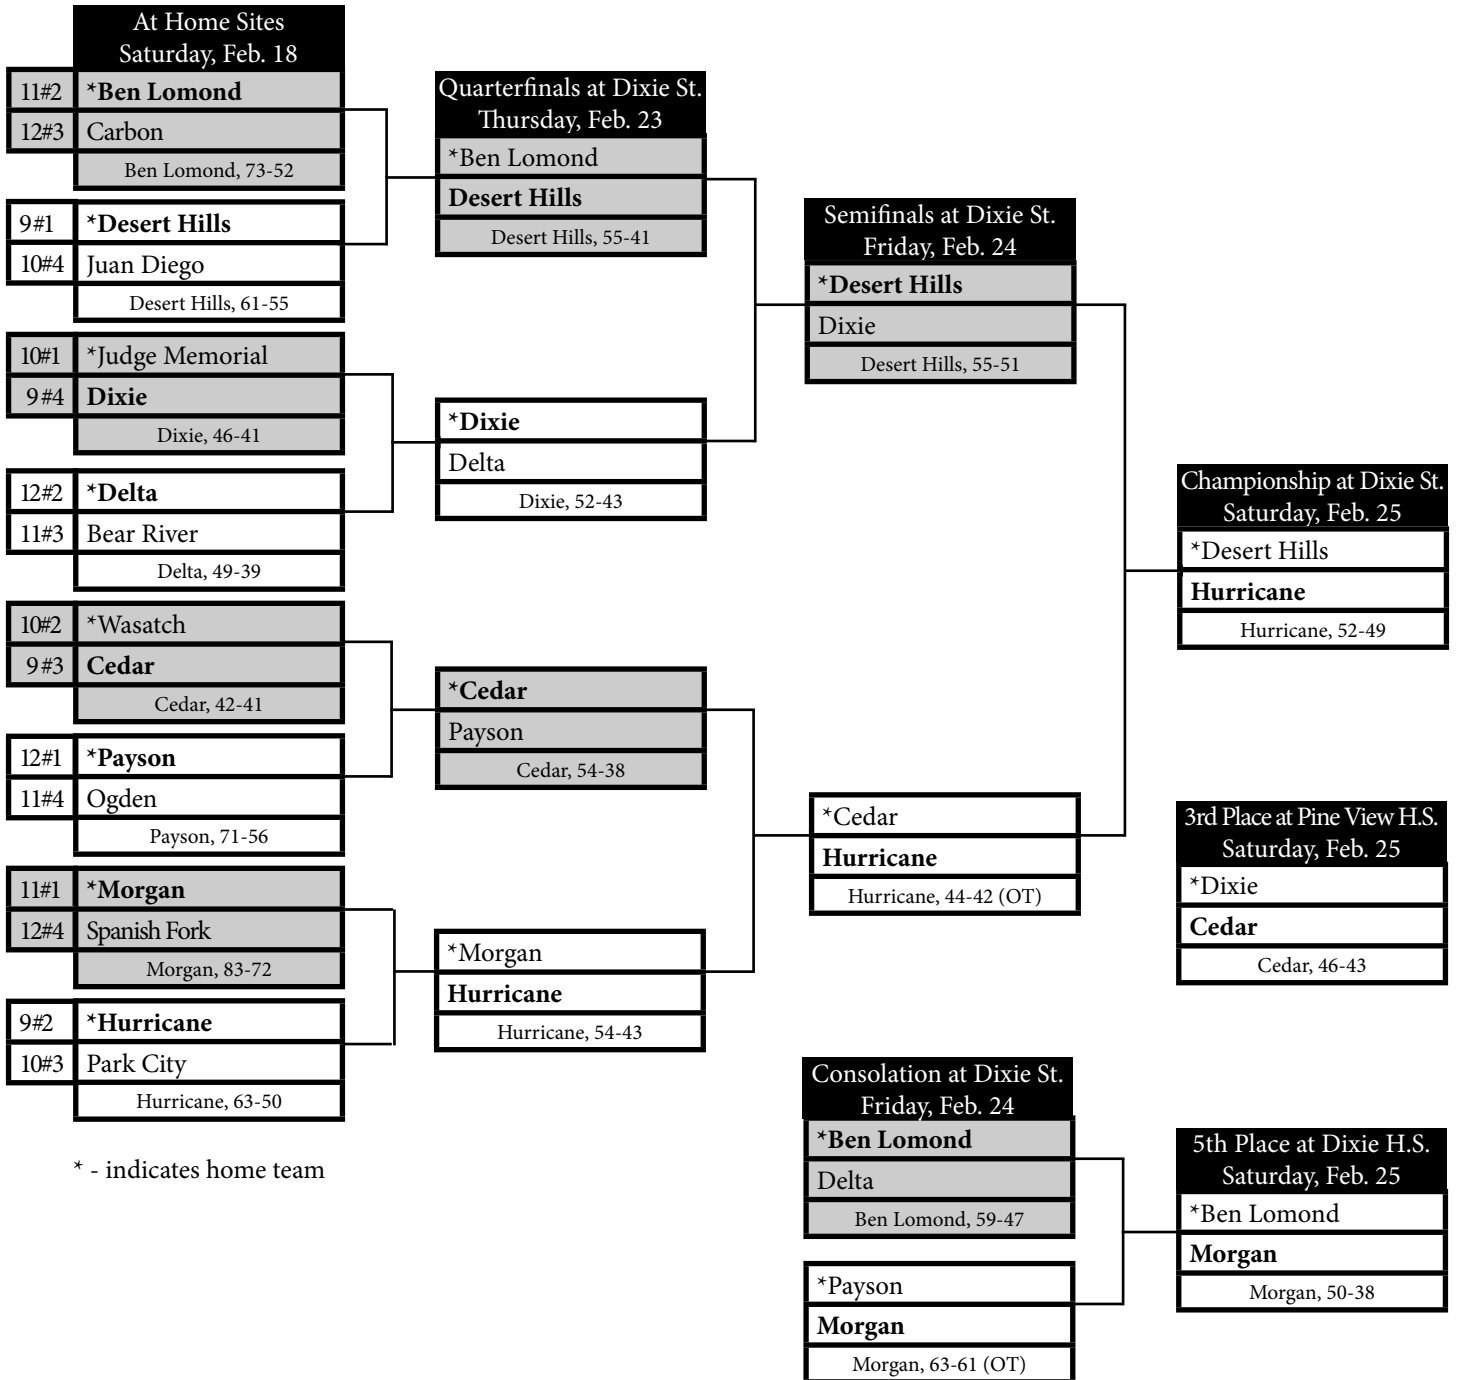 At Home Sites
Saturday, Feb. 18
11#2 *Ben Lomond
12#3 Carbon
Ben Lomond, 73-52
9#1 *Desert Hills
10#4 Juan Diego
Desert Hills, 61-55
10#1 *Judge Memorial
9#4 Dixie
Dixie, 46-41
12#2 *Delta
11#3 Bear River
Delta, 49-39
10#2 *Wasatch
9#3 Cedar
Cedar, 42-41
12#1 *Payson
11#4 Ogden
Payson, 71-56
11#1 *Morgan
12#4 Spanish Fork
Morgan, 83-72
9#2 *Hurricane
10#3 Park City
Hurricane, 63-50
* - indicates home team
Quarterfinals at Dixie St.
Thursday, Feb. 23
*Ben Lomond
Desert Hills
Desert Hills, 55-41
*Dixie
Delta
Dixie, 52-43
*Cedar
Payson
Cedar, 54-38
*Morgan
Hurricane
Hurricane, 54-43
Semifinals at Dixie St.
Friday, Feb. 24
*Desert Hills
Dixie
Desert Hills, 55-51
*Cedar
Hurricane
Hurricane, 44-42 (OT)
Consolation at Dixie St.
Friday, Feb. 24
*Ben Lomond
Delta
Ben Lomond, 59-47
*Payson
Morgan
Morgan, 63-61 (OT)
Championship at Dixie St.
Saturday, Feb. 25
*Desert Hills
Hurricane
Hurricane, 52-49
3rd Place at Pine View H.S.
Saturday, Feb. 25
*Dixie
Cedar
Cedar, 46-43
5th Place at Dixie H.S.
Saturday, Feb. 25
*Ben Lomond
Morgan
Morgan, 50-38